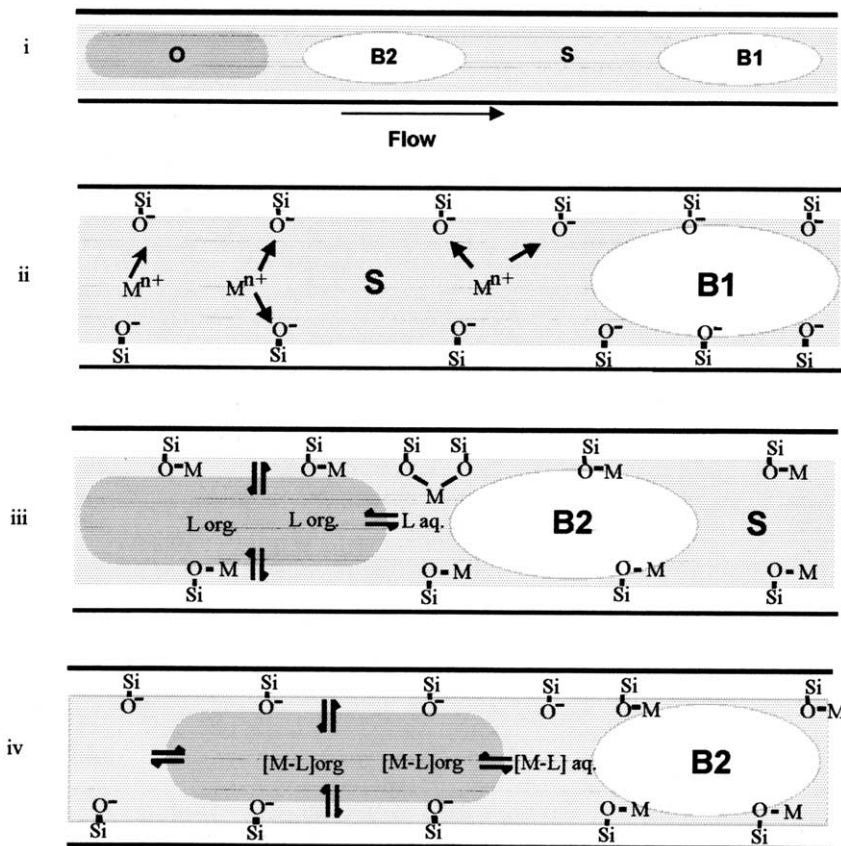 i
O B2 S B1
Flow
ii
Si Si Si Si Si Si
O⁻ O⁻ O⁻ O⁻ O⁻ O⁻
Mⁿ⁺ Mⁿ⁺ S Mⁿ⁺ B1
O⁻ O⁻ O⁻ O⁻ O⁻ O⁻
Si Si Si Si Si Si
iii
Si Si Si Si Si Si
O-M O-M O O O-M O-M
M
L org. L org. L aq. B2 S
O-M O-M O-M O-M
Si Si Si Si
iv
Si Si Si Si Si Si
O⁻ O⁻ O⁻ O⁻ O-M O-M
[M-L]org [M-L]org [M-L] aq. B2
O⁻ O⁻ O⁻ O-M O-M
Si Si Si Si Si